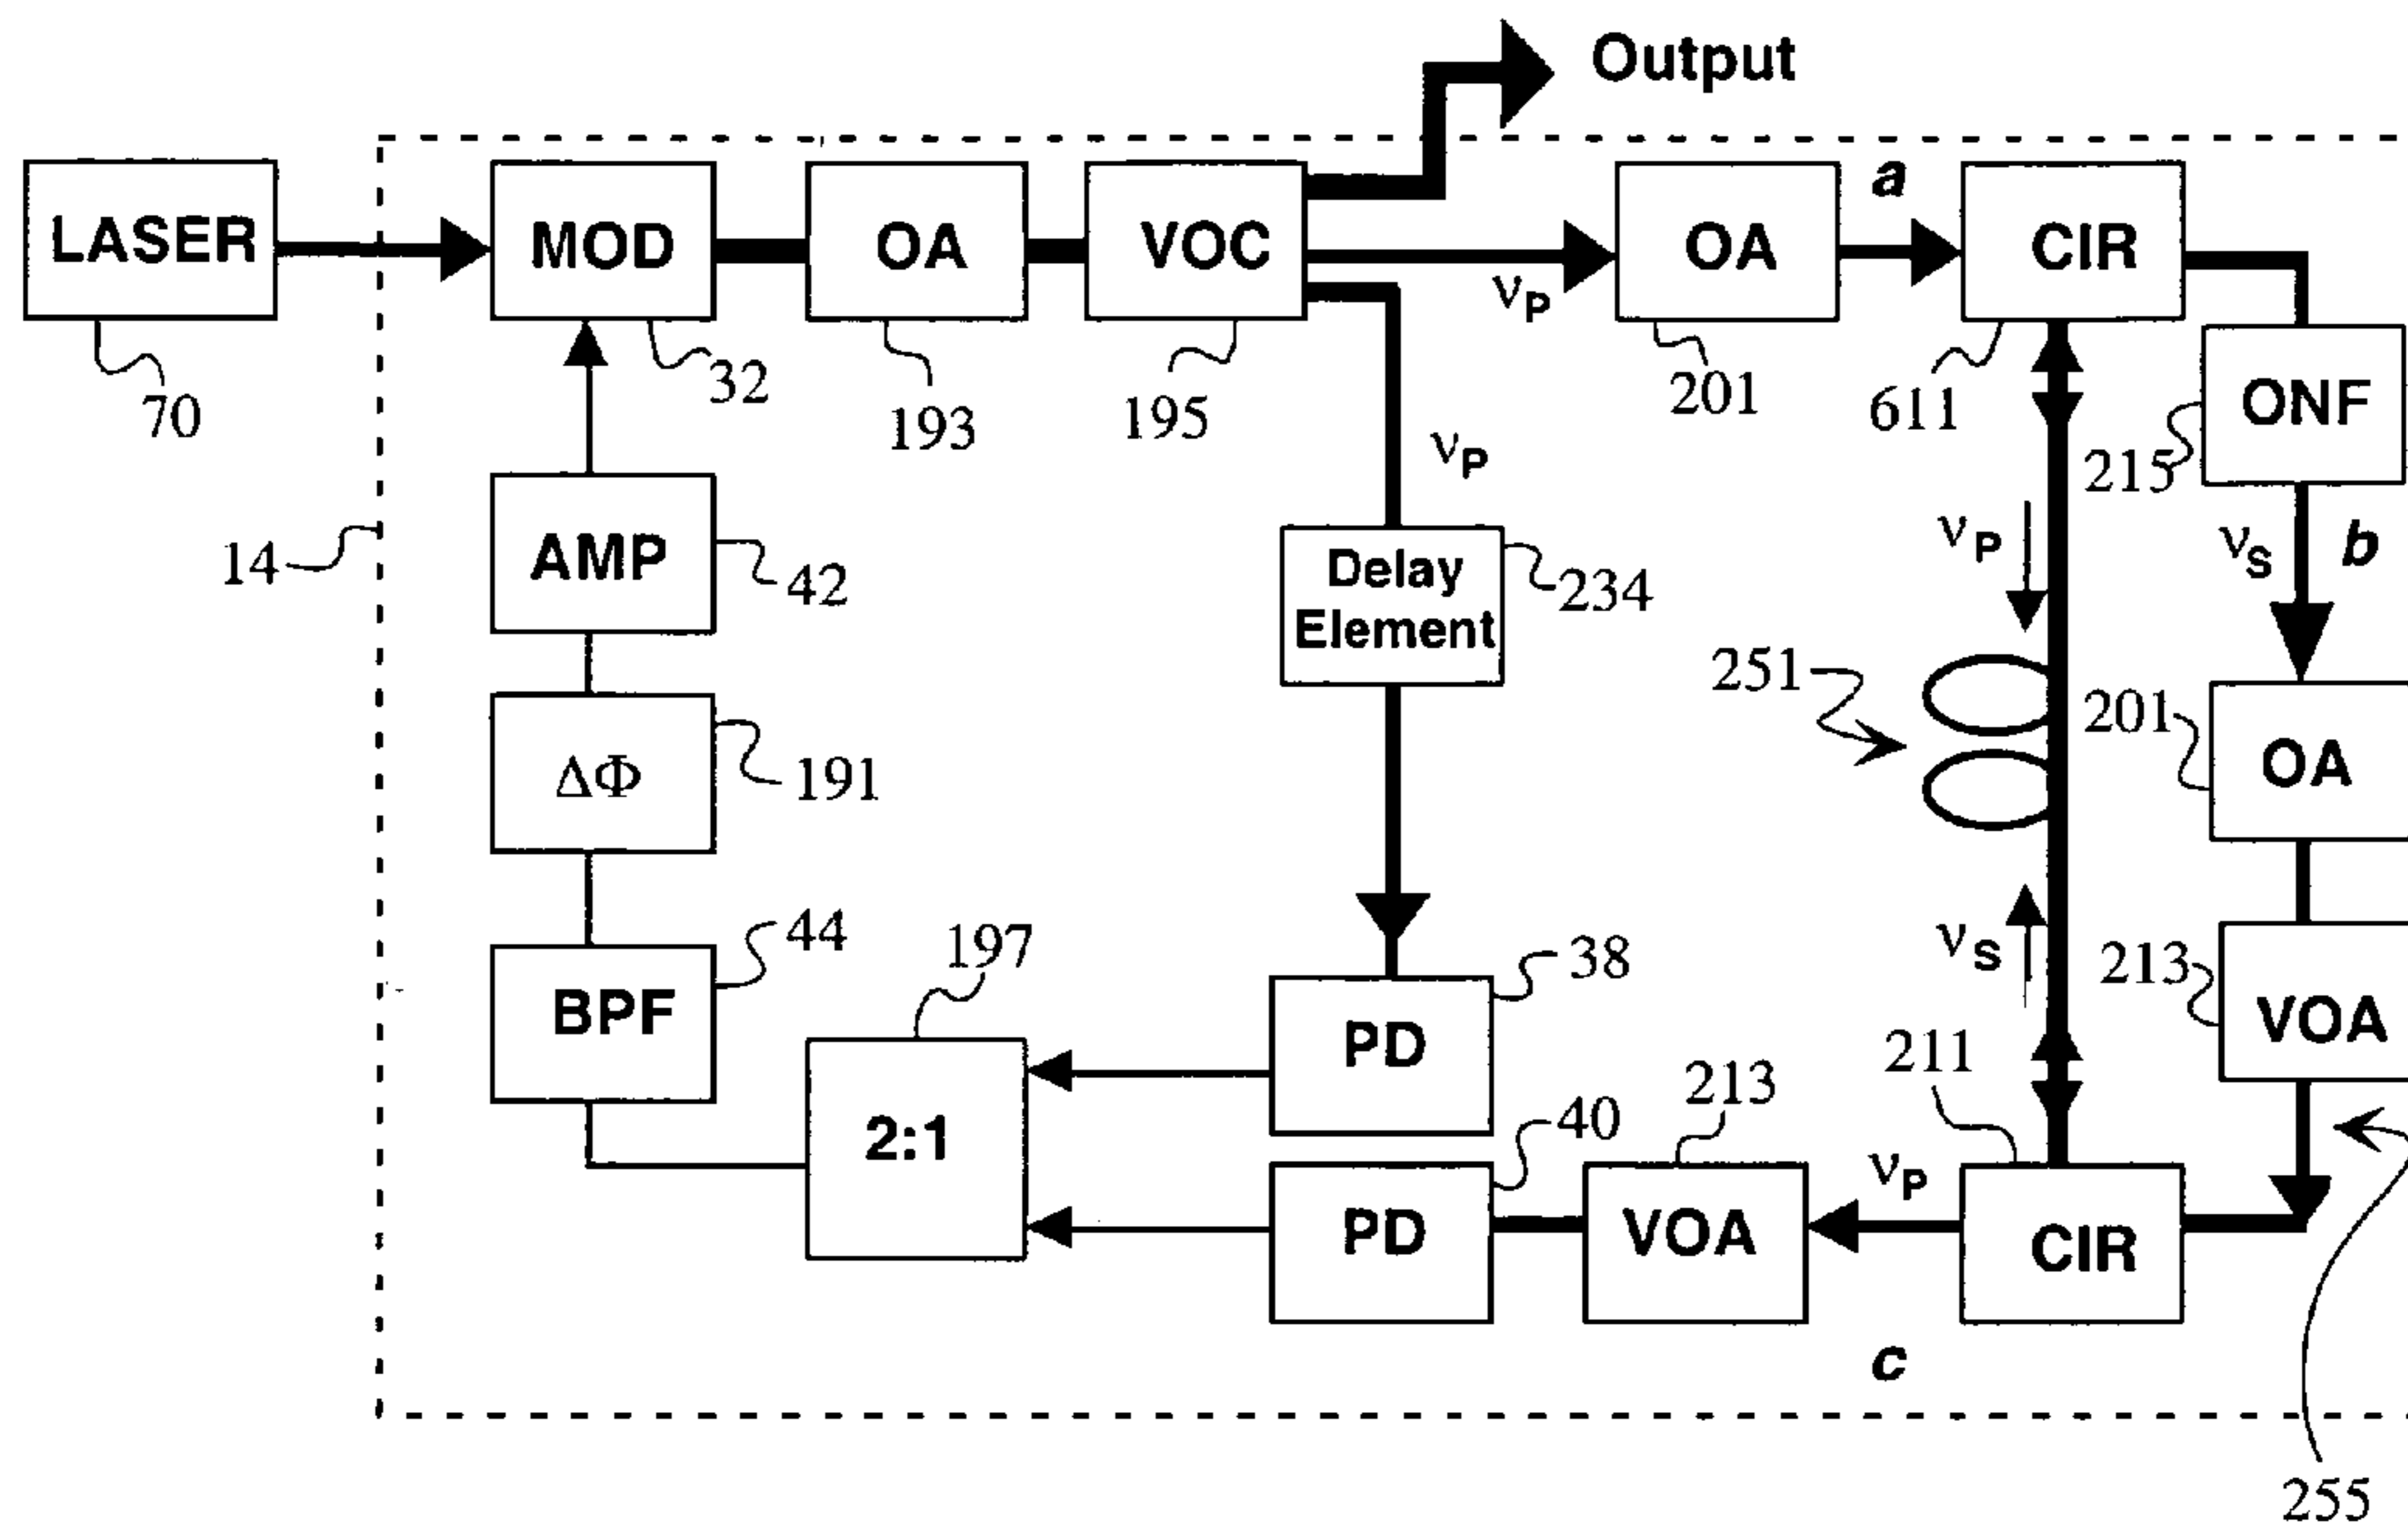 Output
LASER
MOD
OA
VOC
νP
OA
a
CIR
70
32
193
195
201
611
ONF
215
νP
14
AMP
42
Delay
Element
234
νP
νS
b
251
201
OA
ΔΦ
191
BPF
44
197
38
PD
νS
213
VOA
2:1
40
PD
213
VOA
νP
211
CIR
c
255